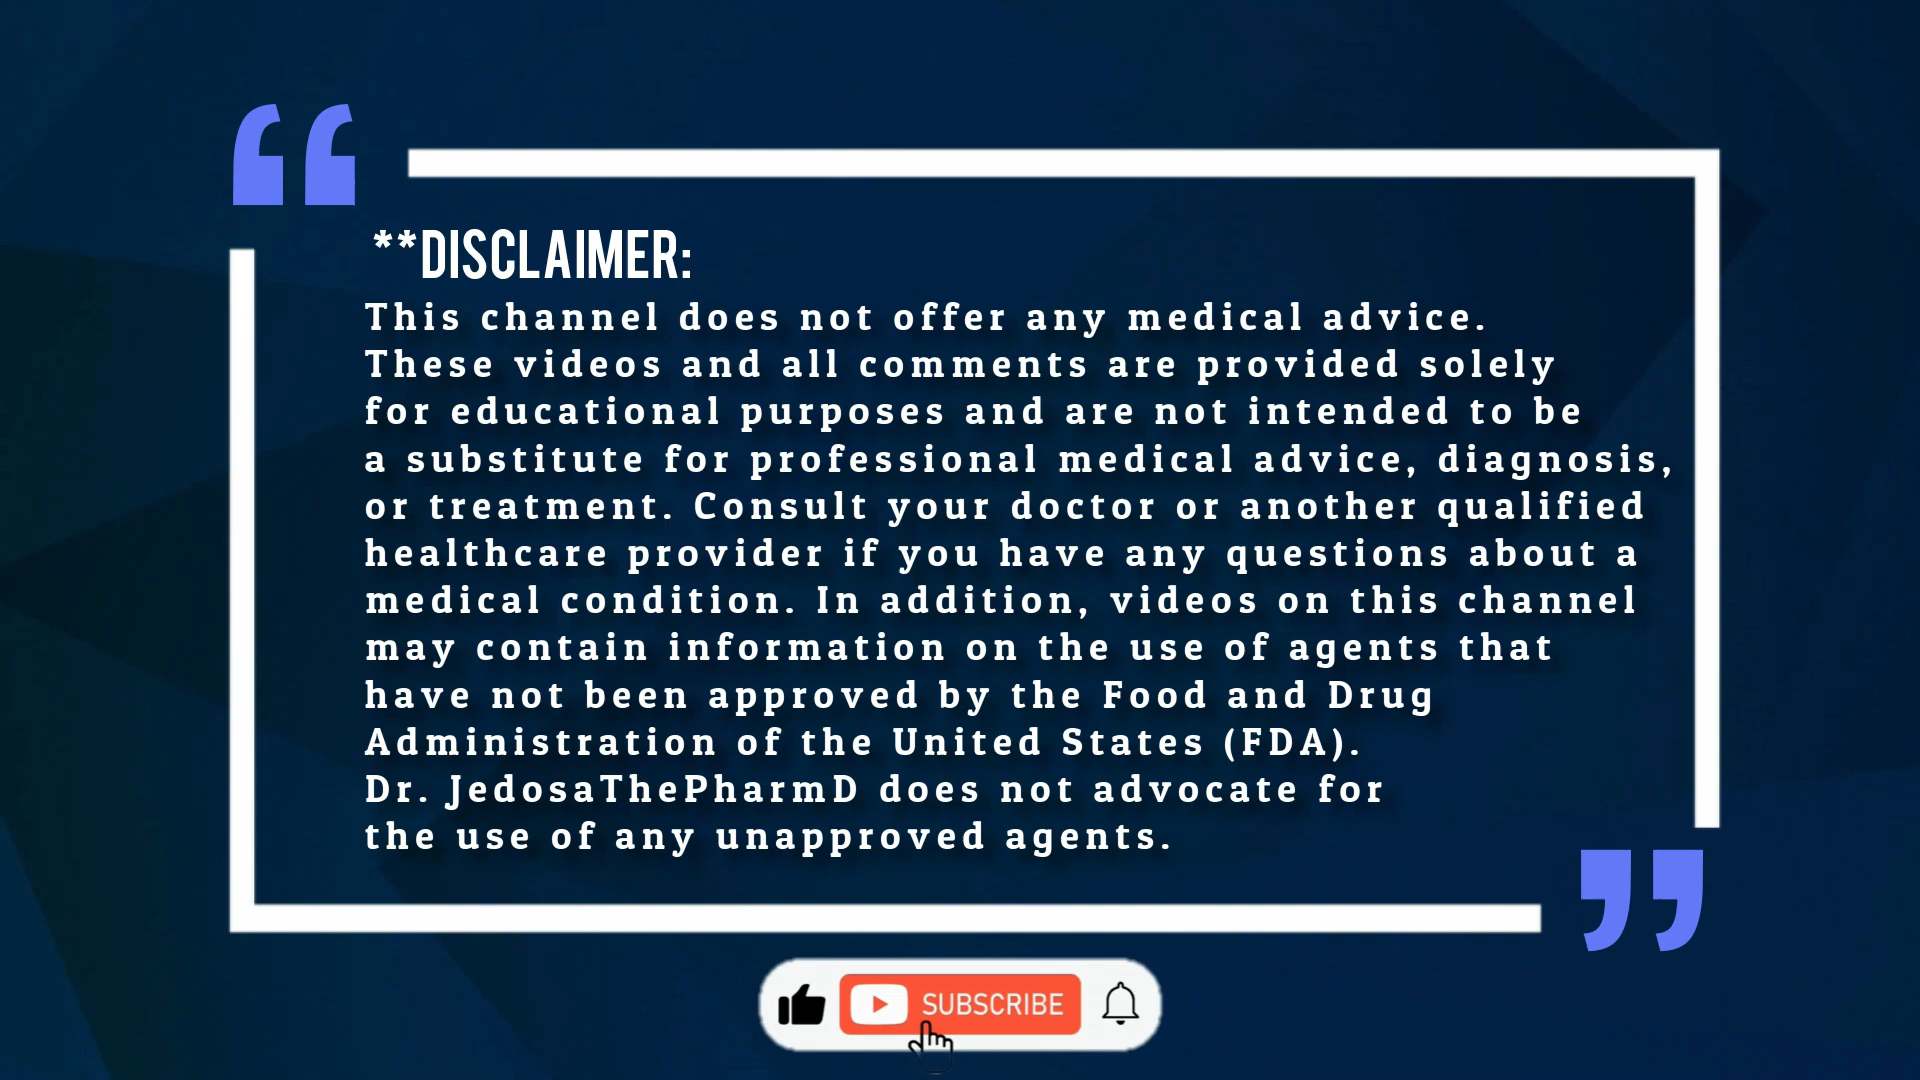 **DISCLAIMER:
This channel does not offer any medical advice.
These videos and all comments are provided solely
for educational purposes and are not intended to be
a substitute for professional medical advice, diagnosis,
or treatment. Consult your doctor or another qualified
healthcare provider if you have any questions about a
medical condition. In addition, videos on this channel
may contain information on the use of agents that
have not been approved by the Food and Drug
Administration of the United States (FDA).
Dr. JedosaThePharmD does not advocate for
the use of any unapproved agents.
SUBSCRIBE